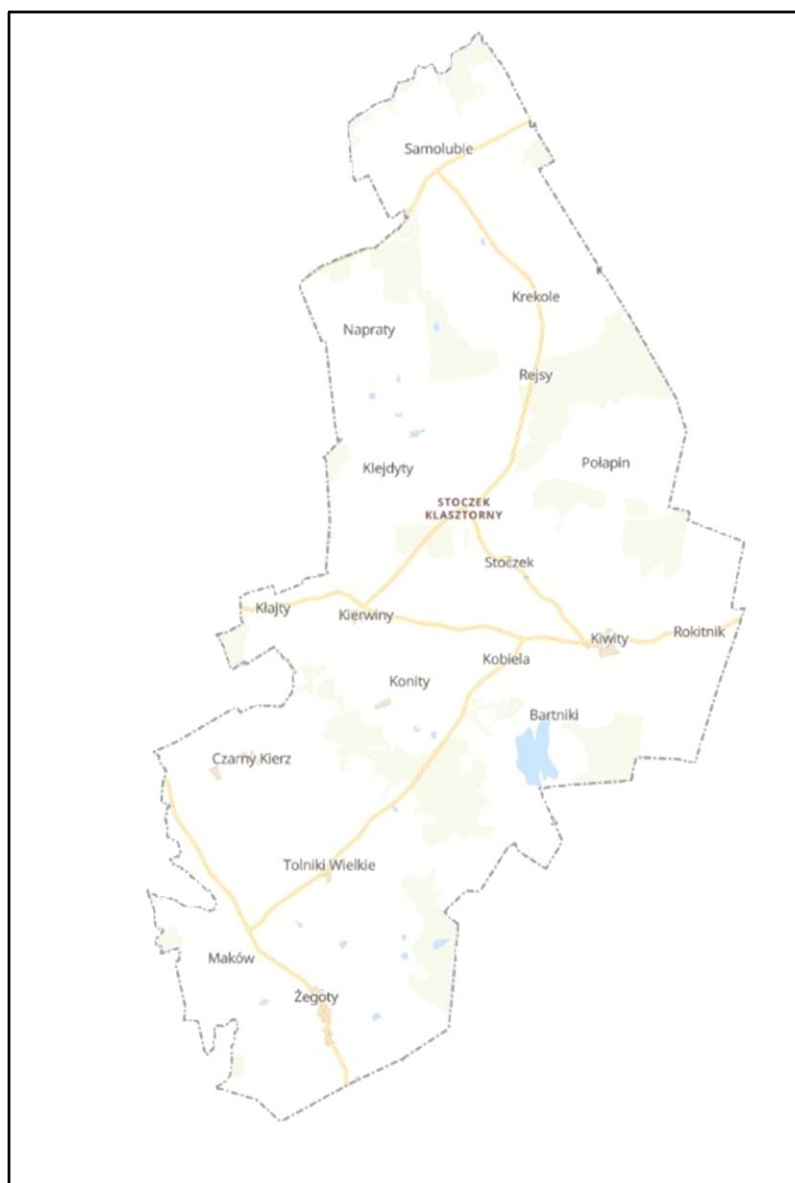 Samolubie
Krekole
Napraty
Rejsy
Połapin
Klejdyty
STOCZEK
KLASZTORNY
Stoczek
Kłajty
Kierwiny
Kiwity
Rokitnik
Kobiela
Konity
Bartniki
Czarny Kierz
Tolniki Wielkie
Maków
Żegoty